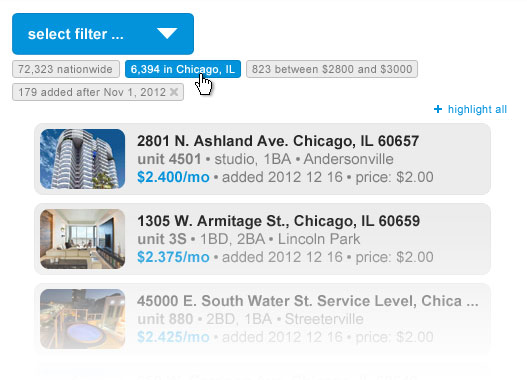 select filter ...
72,323 nationwide 6,394 in Chicago, IL 823 between $2800 and $3000
179 added after Nov 1, 2012 ×
+ highlight all
2801 N. Ashland Ave. Chicago, IL 60657
unit 4501 • studio, 1BA • Andersonville
$2.400/mo • added 2012 12 16 • price: $2.00
1305 W. Armitage St., Chicago, IL 60659
unit 3S • 1BD, 2BA • Lincoln Park
$2.375/mo • added 2012 12 16 • price: $2.00
45000 E. South Water St. Service Level, Chica ...
unit 880 • 2BD, 1BA • Streeterville
$2.425/mo • added 2012 12 16 • price: $2.00